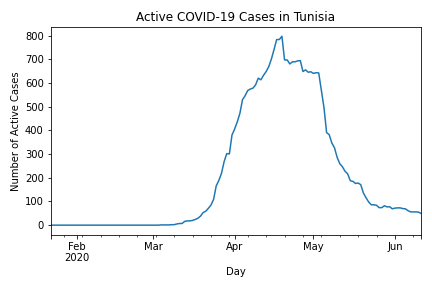 Active COVID-19 Cases in Tunisia
Number of Active Cases
800
700
600
500
400
300
200
100
0
Feb
2020
Mar
Apr
May
Jun
Day